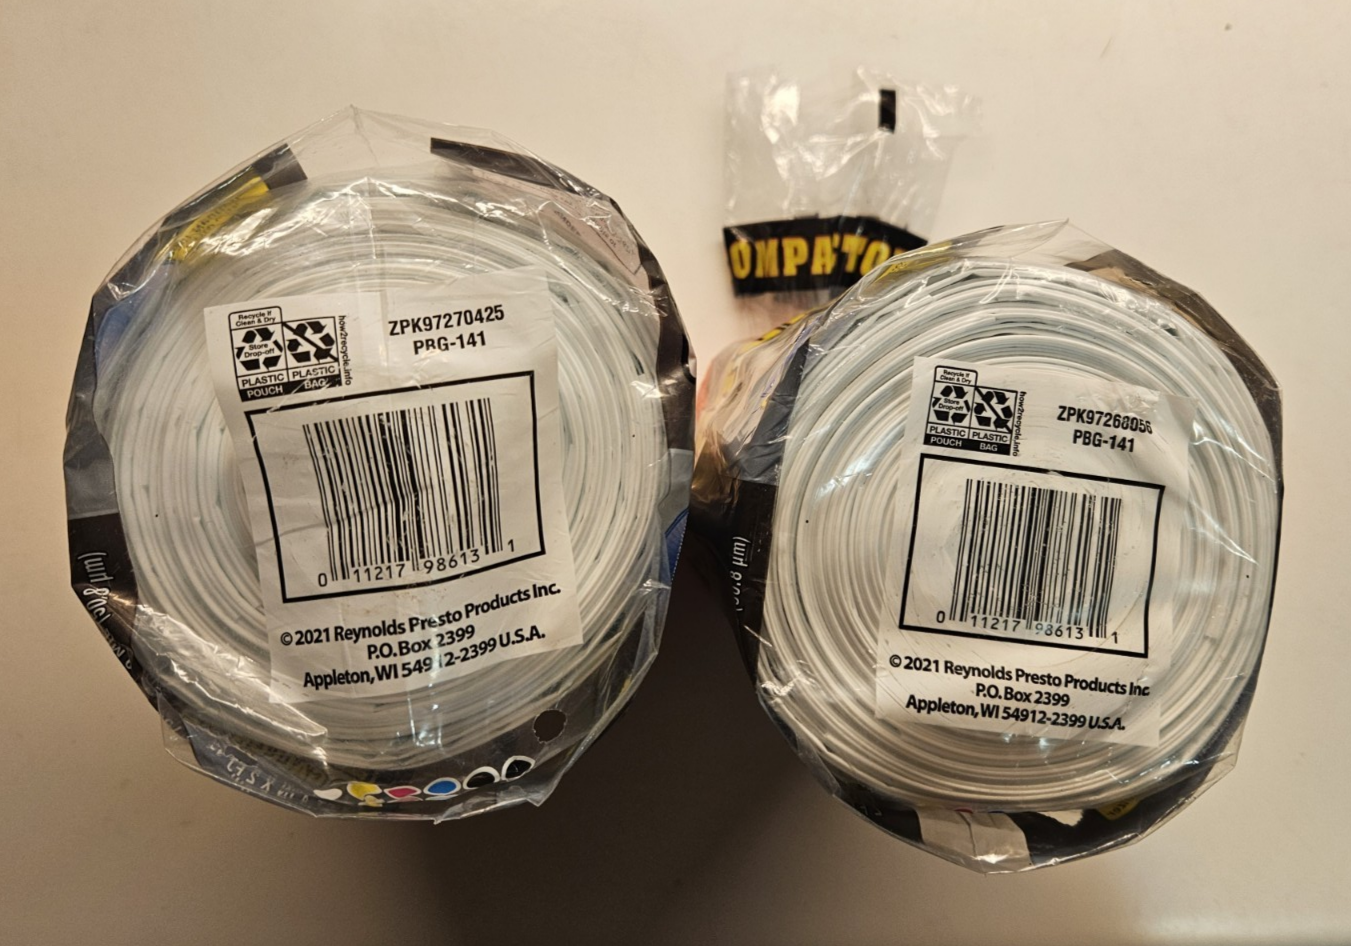 OMPA TO
Recycle if
Clean & Dry
Store
Drop-off
PLASTIC PLASTIC
POUCH BAG
how2recycle.info
ZPK97270425
PBG-141
0 11217 98613 1
© 2021 Reynolds Presto Products Inc.
P.O. Box 2399
Appleton, WI 54912-2399 U.S.A.
Recycle if
Clean & Dry
Store
Drop-off
PLASTIC PLASTIC
POUCH BAG
how2recycle.info
ZPK97268056
PBG-141
0 11217 98613 1
© 2021 Reynolds Presto Products Inc
P.O. Box 2399
Appleton, WI 54912-2399 U.S.A.